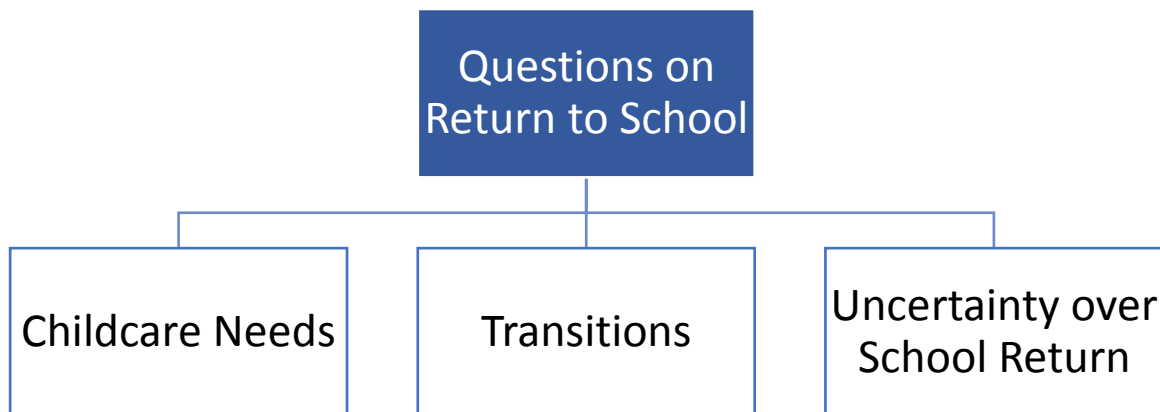 Questions on
Return to School
Childcare Needs
Transitions
Uncertainty over
School Return